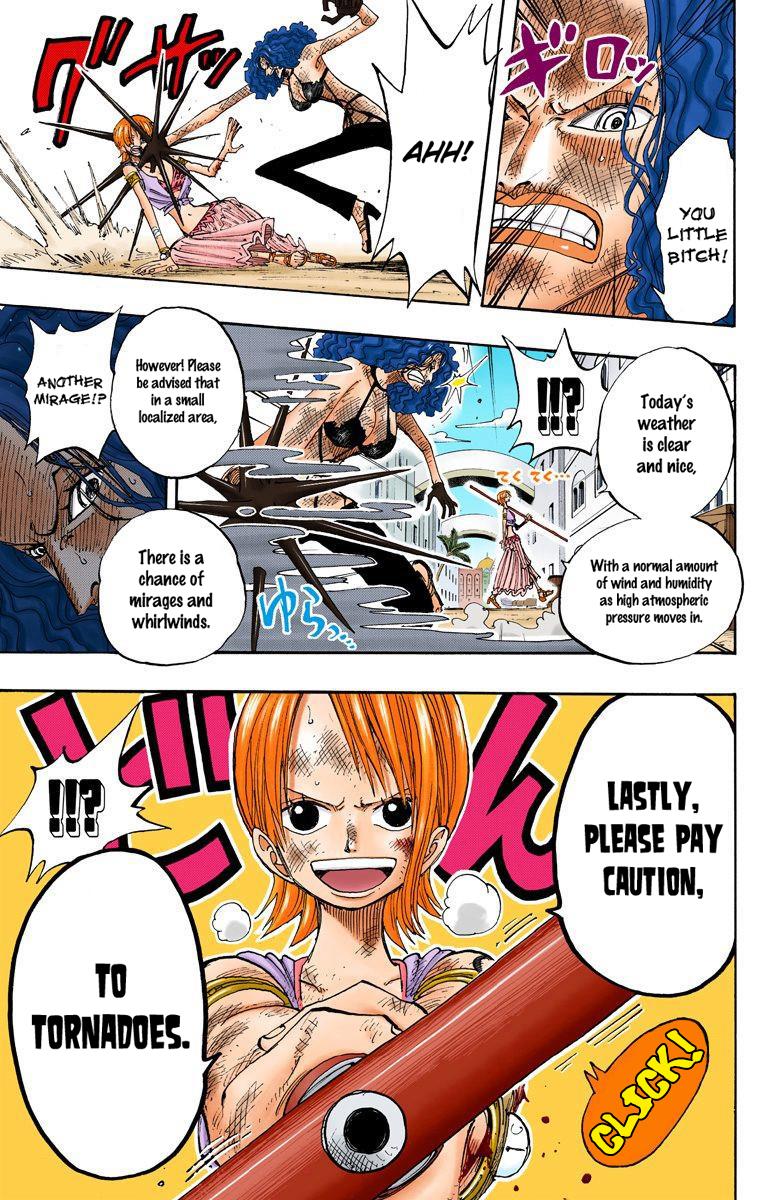 ギロッ
YOU
LITTLE
BITCH!
AHH!
グサッ
Today's
weather
is clear
and nice,
With a normal amount
of wind and humidity
as high atmospheric
pressure moves in.
!!?
てくてく…
ゆらっ…
However! Please
be advised that
in a small
localized area,
There is a
chance of
mirages and
whirlwinds.
ANOTHER
MIRAGE!?
LASTLY,
PLEASE PAY
CAUTION,
!!?
TO
TORNADOES.
どん
CLICK!